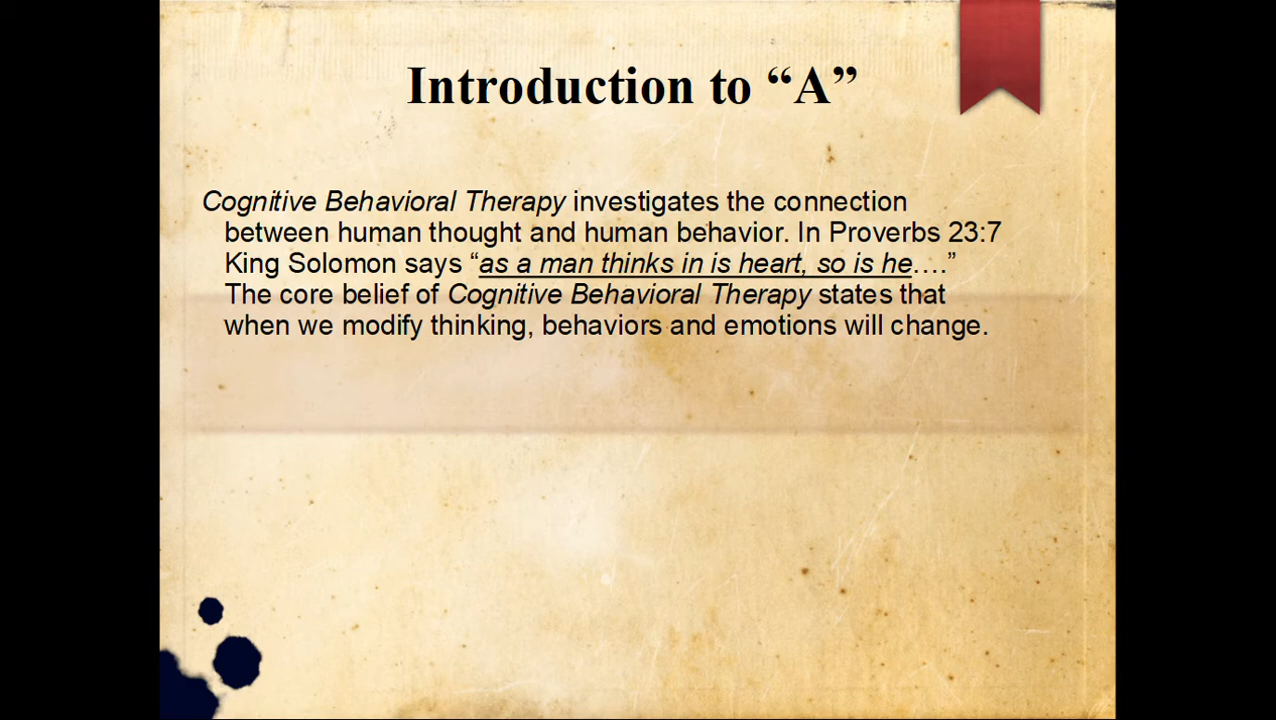 Introduction to “A”
Cognitive Behavioral Therapy investigates the connection
between human thought and human behavior. In Proverbs 23:7
King Solomon says “as a man thinks in is heart, so is he….”
The core belief of Cognitive Behavioral Therapy states that
when we modify thinking, behaviors and emotions will change.